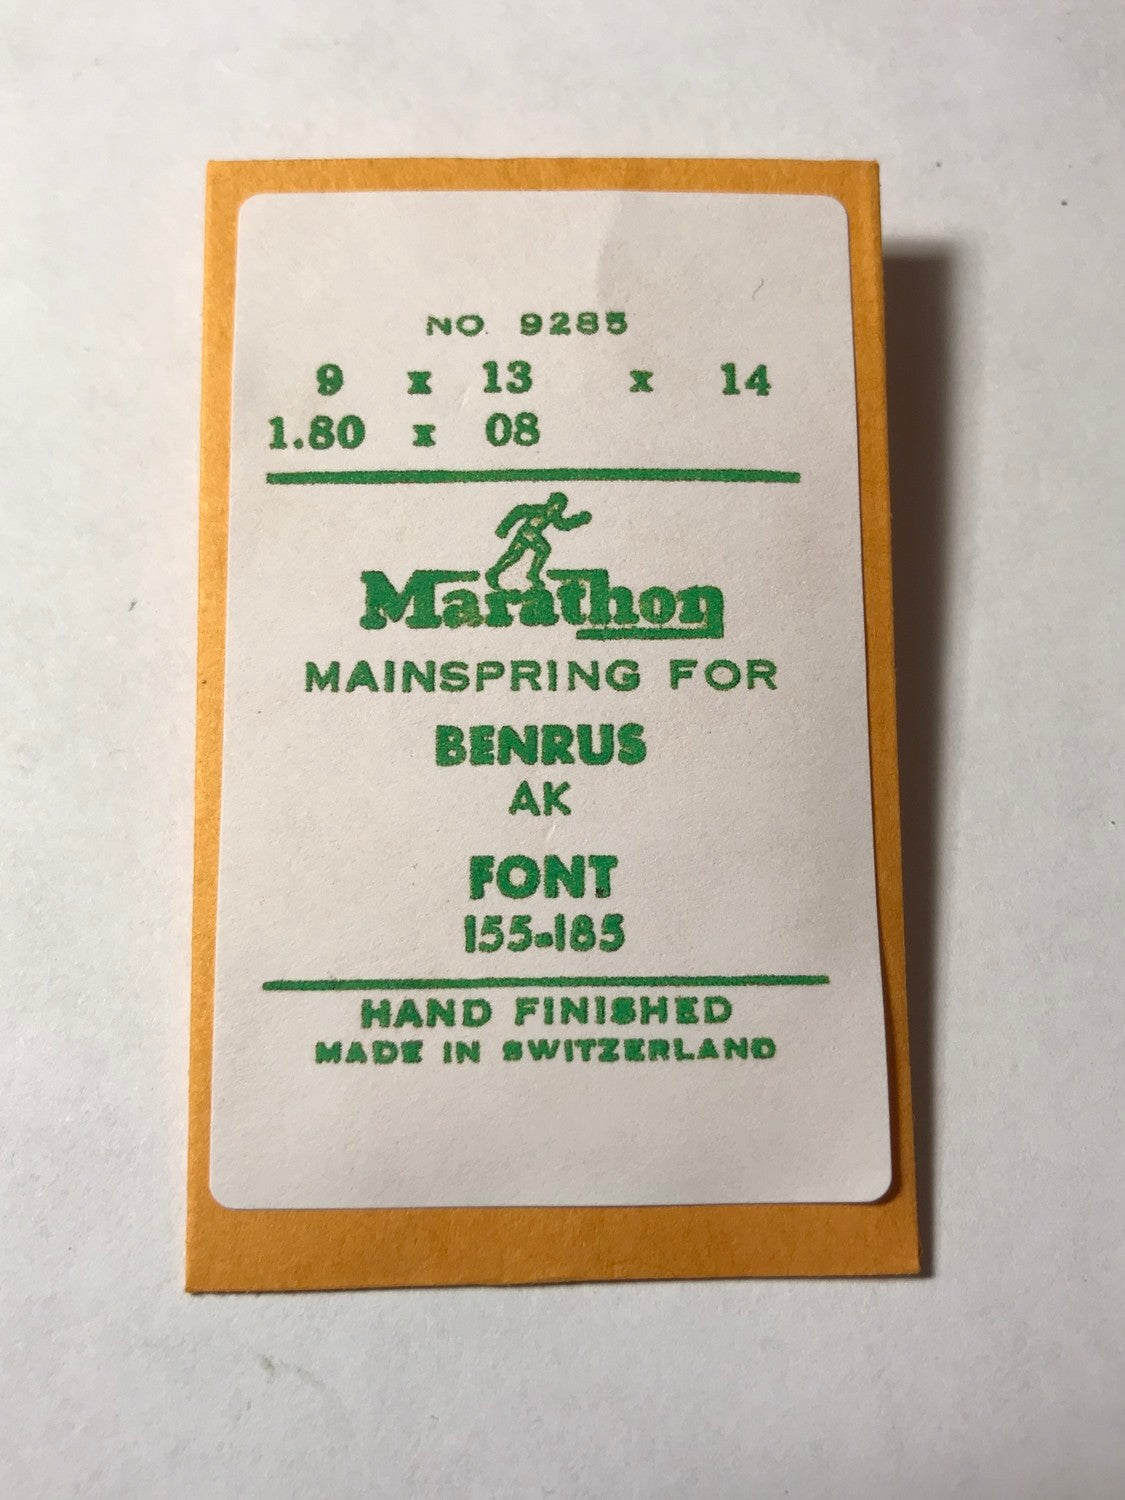 NO 9285
9 x 13 x 14
1.80 x 08
Marathon
MAINSPRING FOR
BENRUS
AK
FONT
155-185
HAND FINISHED
MADE IN SWITZERLAND